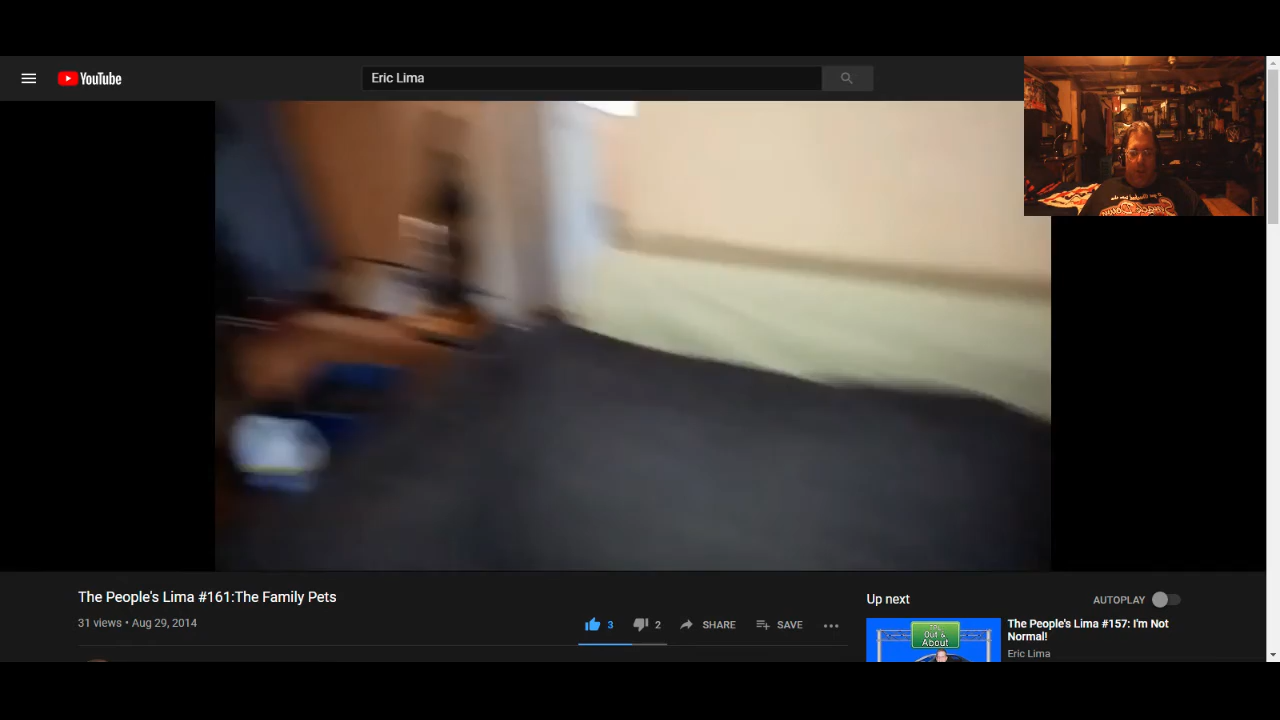 YouTube
Eric Lima
The People's Lima #161:The Family Pets
31 views • Aug 29, 2014
3
2
SHARE
SAVE
Up next
AUTOPLAY
Out &
About
The People's Lima #157: I'm Not
Normal!
Eric Lima